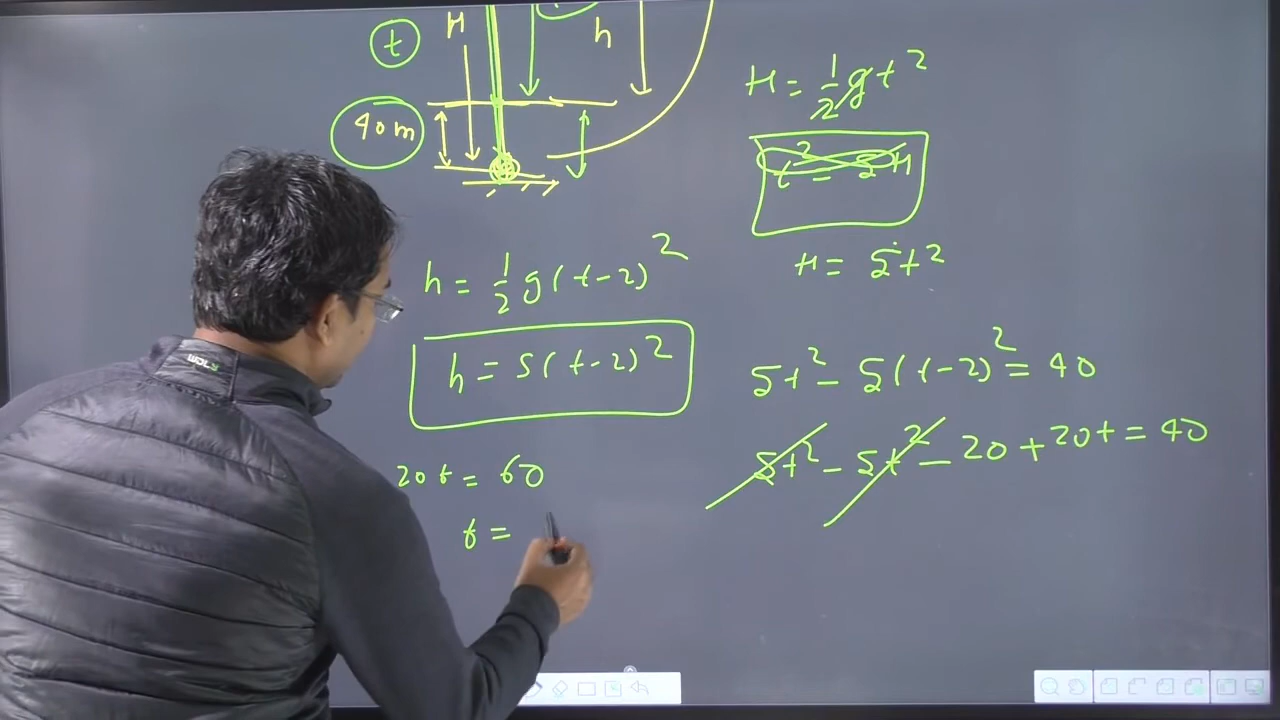 H
h
t
40m
H = 1/2 gt²
t² = 2H
H = 5t²
h = 1/2 g(t-2)²
h = 5(t-2)²
5t² - 5(t-2)² = 40
5t² - 5t² - 20 + 20t = 40
20t = 60
t =